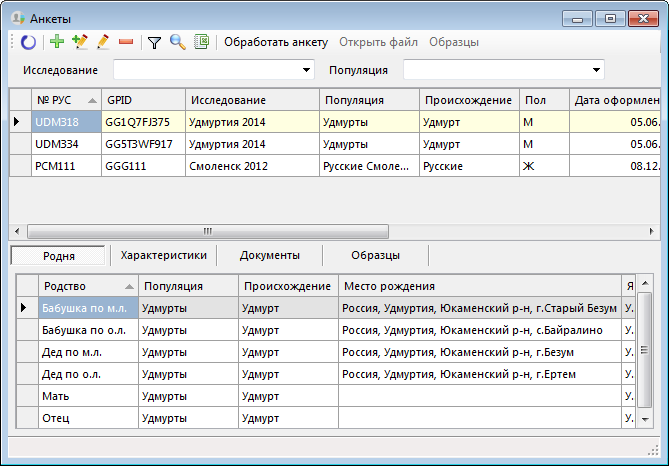 Анкеты
Обработать анкету Открыть файл Образцы
Исследование Популяция
№ РУС GPID Исследование Популяция Происхождение Пол Дата оформлен
UDM318 GG1Q7FJ375 Удмуртия 2014 Удмурты Удмурт М 05.06.
UDM334 GG5T3WF917 Удмуртия 2014 Удмурты Удмурт М 05.06.
РСМ111 GGG111 Смоленск 2012 Русские Смоле... Русские Ж 08.12.
Родня Характеристики Документы Образцы
Родство Популяция Происхождение Место рождения Я
Бабушка по м.л. Удмурты Удмурт Россия, Удмуртия, Юкаменский р-н, г.Старый Безум У.
Бабушка по о.л. Удмурты Удмурт Россия, Удмуртия, Юкаменский р-н, с.Байралино У.
Дед по м.л. Удмурты Удмурт Россия, Удмуртия, Юкаменский р-н, г.Безум У.
Дед по о.л. Удмурты Удмурт Россия, Удмуртия, Юкаменский р-н, г.Ертем У.
Мать Удмурты Удмурт У.
Отец Удмурты Удмурт У.